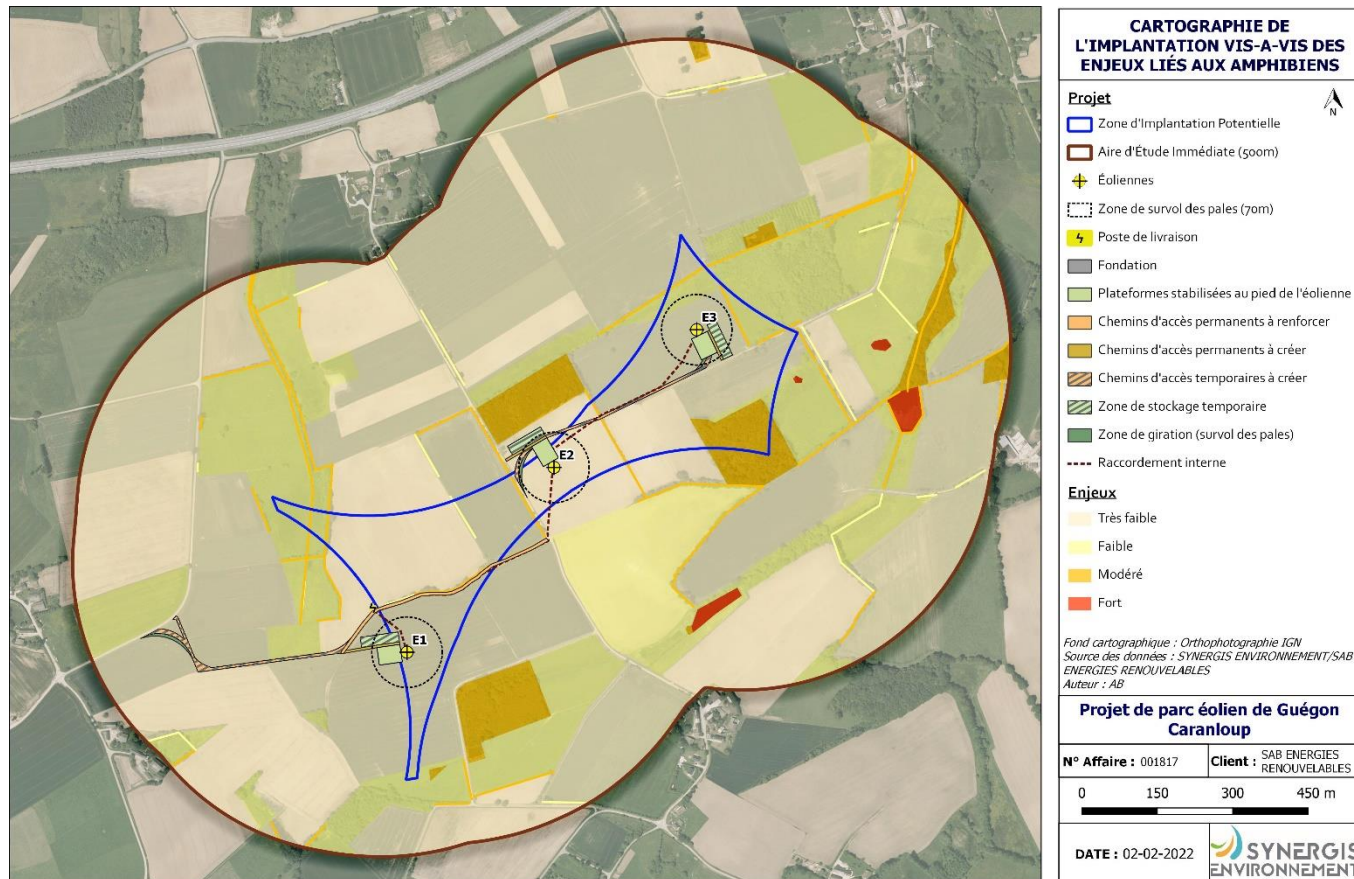 E3
E2
E1
CARTOGRAPHIE DE
L'IMPLANTATION VIS-A-VIS DES
ENJEUX LIÉS AUX AMPHIBIENS
Projet
N
Zone d'Implantation Potentielle
Aire d'Étude Immédiate (500m)
Éoliennes
Zone de survol des pales (70m)
Poste de livraison
Fondation
Plateformes stabilisées au pied de l'éolienne
Chemins d'accès permanents à renforcer
Chemins d'accès permanents à créer
Chemins d'accès temporaires à créer
Zone de stockage temporaire
Zone de giration (survol des pales)
Raccordement interne
Enjeux
Très faible
Faible
Modéré
Fort
Fond cartographique : Orthophotographie IGN
Source des données : SYNERGIS ENVIRONNEMENT/SAB
ENERGIES RENOUVELABLES
Auteur : AB
Projet de parc éolien de Guégon
Caranloup
N° Affaire : 001817
Client : SAB ENERGIES
RENOUVELABLES
0 150 300 450 m
DATE : 02-02-2022
SYNERGIS
ENVIRONNEMENT